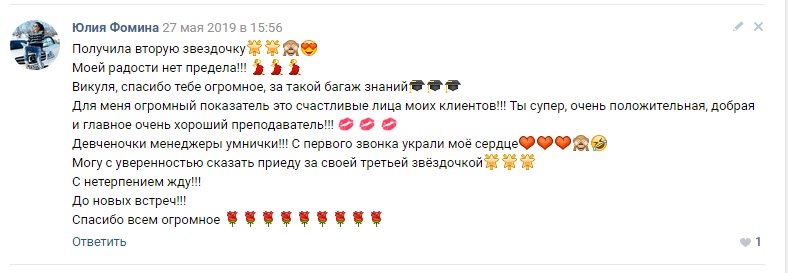 Юлия Фомина 27 мая 2019 в 15:56
Получила вторую звездочку🌟🌟🙈😍
Моей радости нет предела!!! 💃💃💃
Викуля, спасибо тебе огромное, за такой багаж знаний🎓🎓🎓
Для меня огромный показатель это счастливые лица моих клиентов!!! Ты супер, очень положительная, добрая
и главное очень хороший преподаватель!!! 💋💋💋
Девченочки менеджеры умнички!!! С первого звонка украли моё сердце❤❤❤🙈🤣
Могу с уверенностью сказать приеду за своей третьей звёздочкой🌟🌟🌟
С нетерпением жду!!!
До новых встреч!!!
Спасибо всем огромное 🌹🌹🌹🌹🌹🌹🌹🌹🌹
Ответить 1